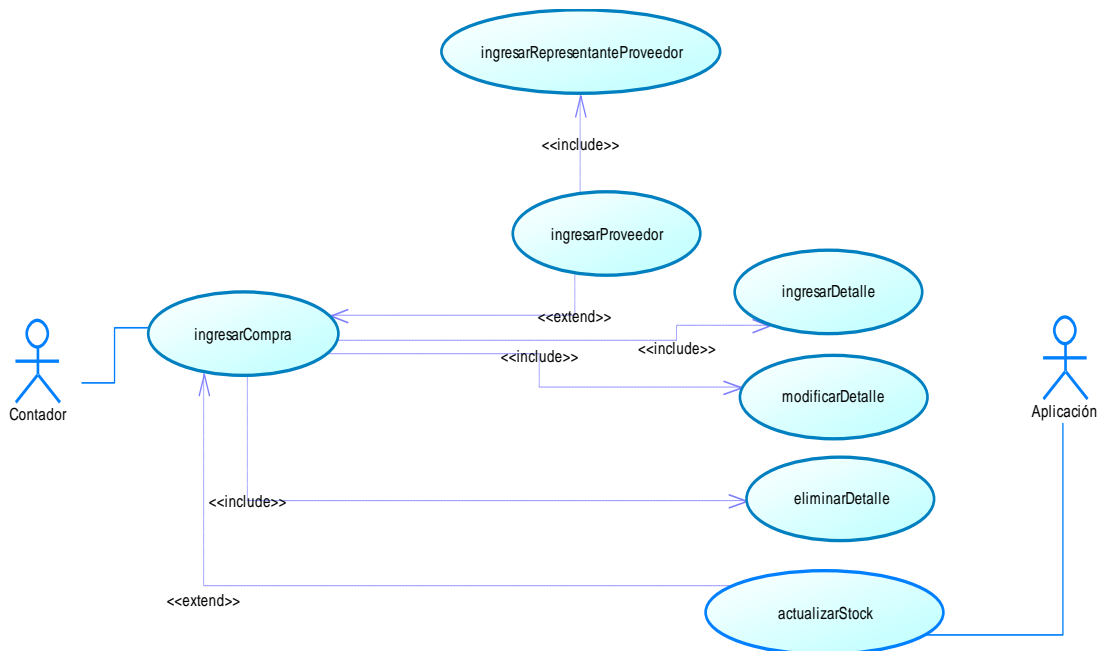 ingresarRepresentanteProveedor
<<include>>
ingresarProveedor
ingresarDetalle
<<extend>>
ingresarCompra
<<include>>
<<include>>
modificarDetalle
Contador
Aplicación
eliminarDetalle
<<include>>
<<extend>>
actualizarStock